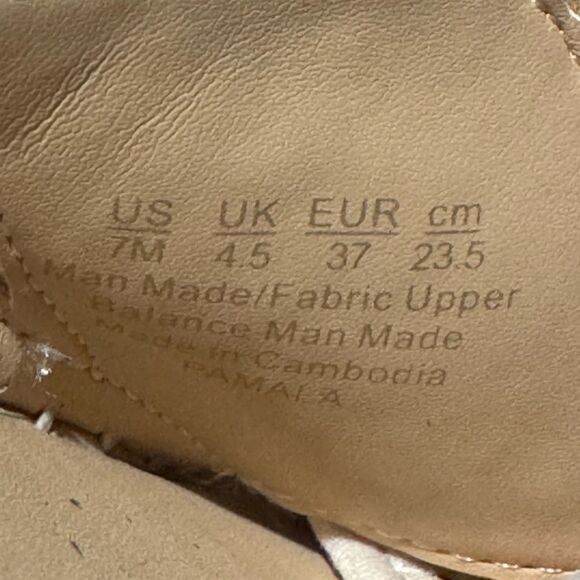 US UK EUR cm
7M 4.5 37 23.5
Man Made/Fabric Upper
Balance Man Made
Made in Cambodia
PAMALA